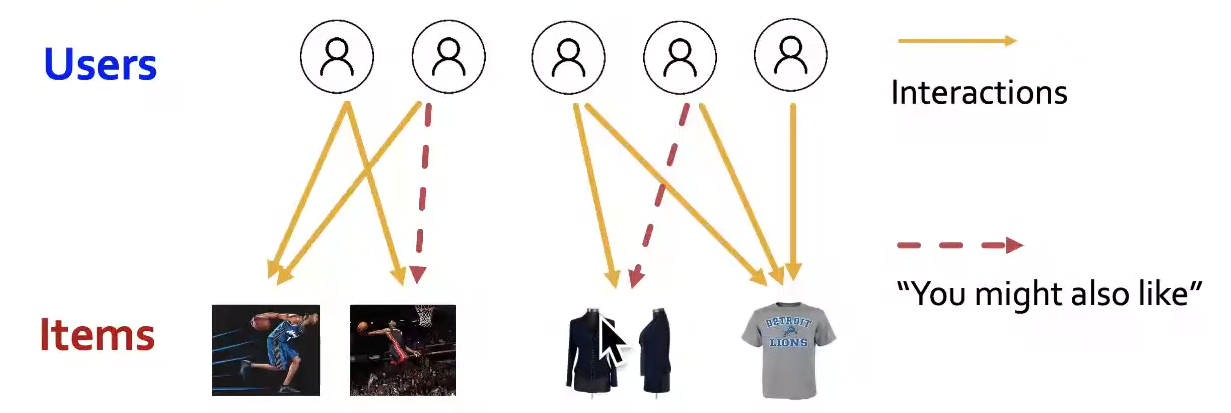 Users
Interactions
"You might also like"
Items
DETROIT
LIONS